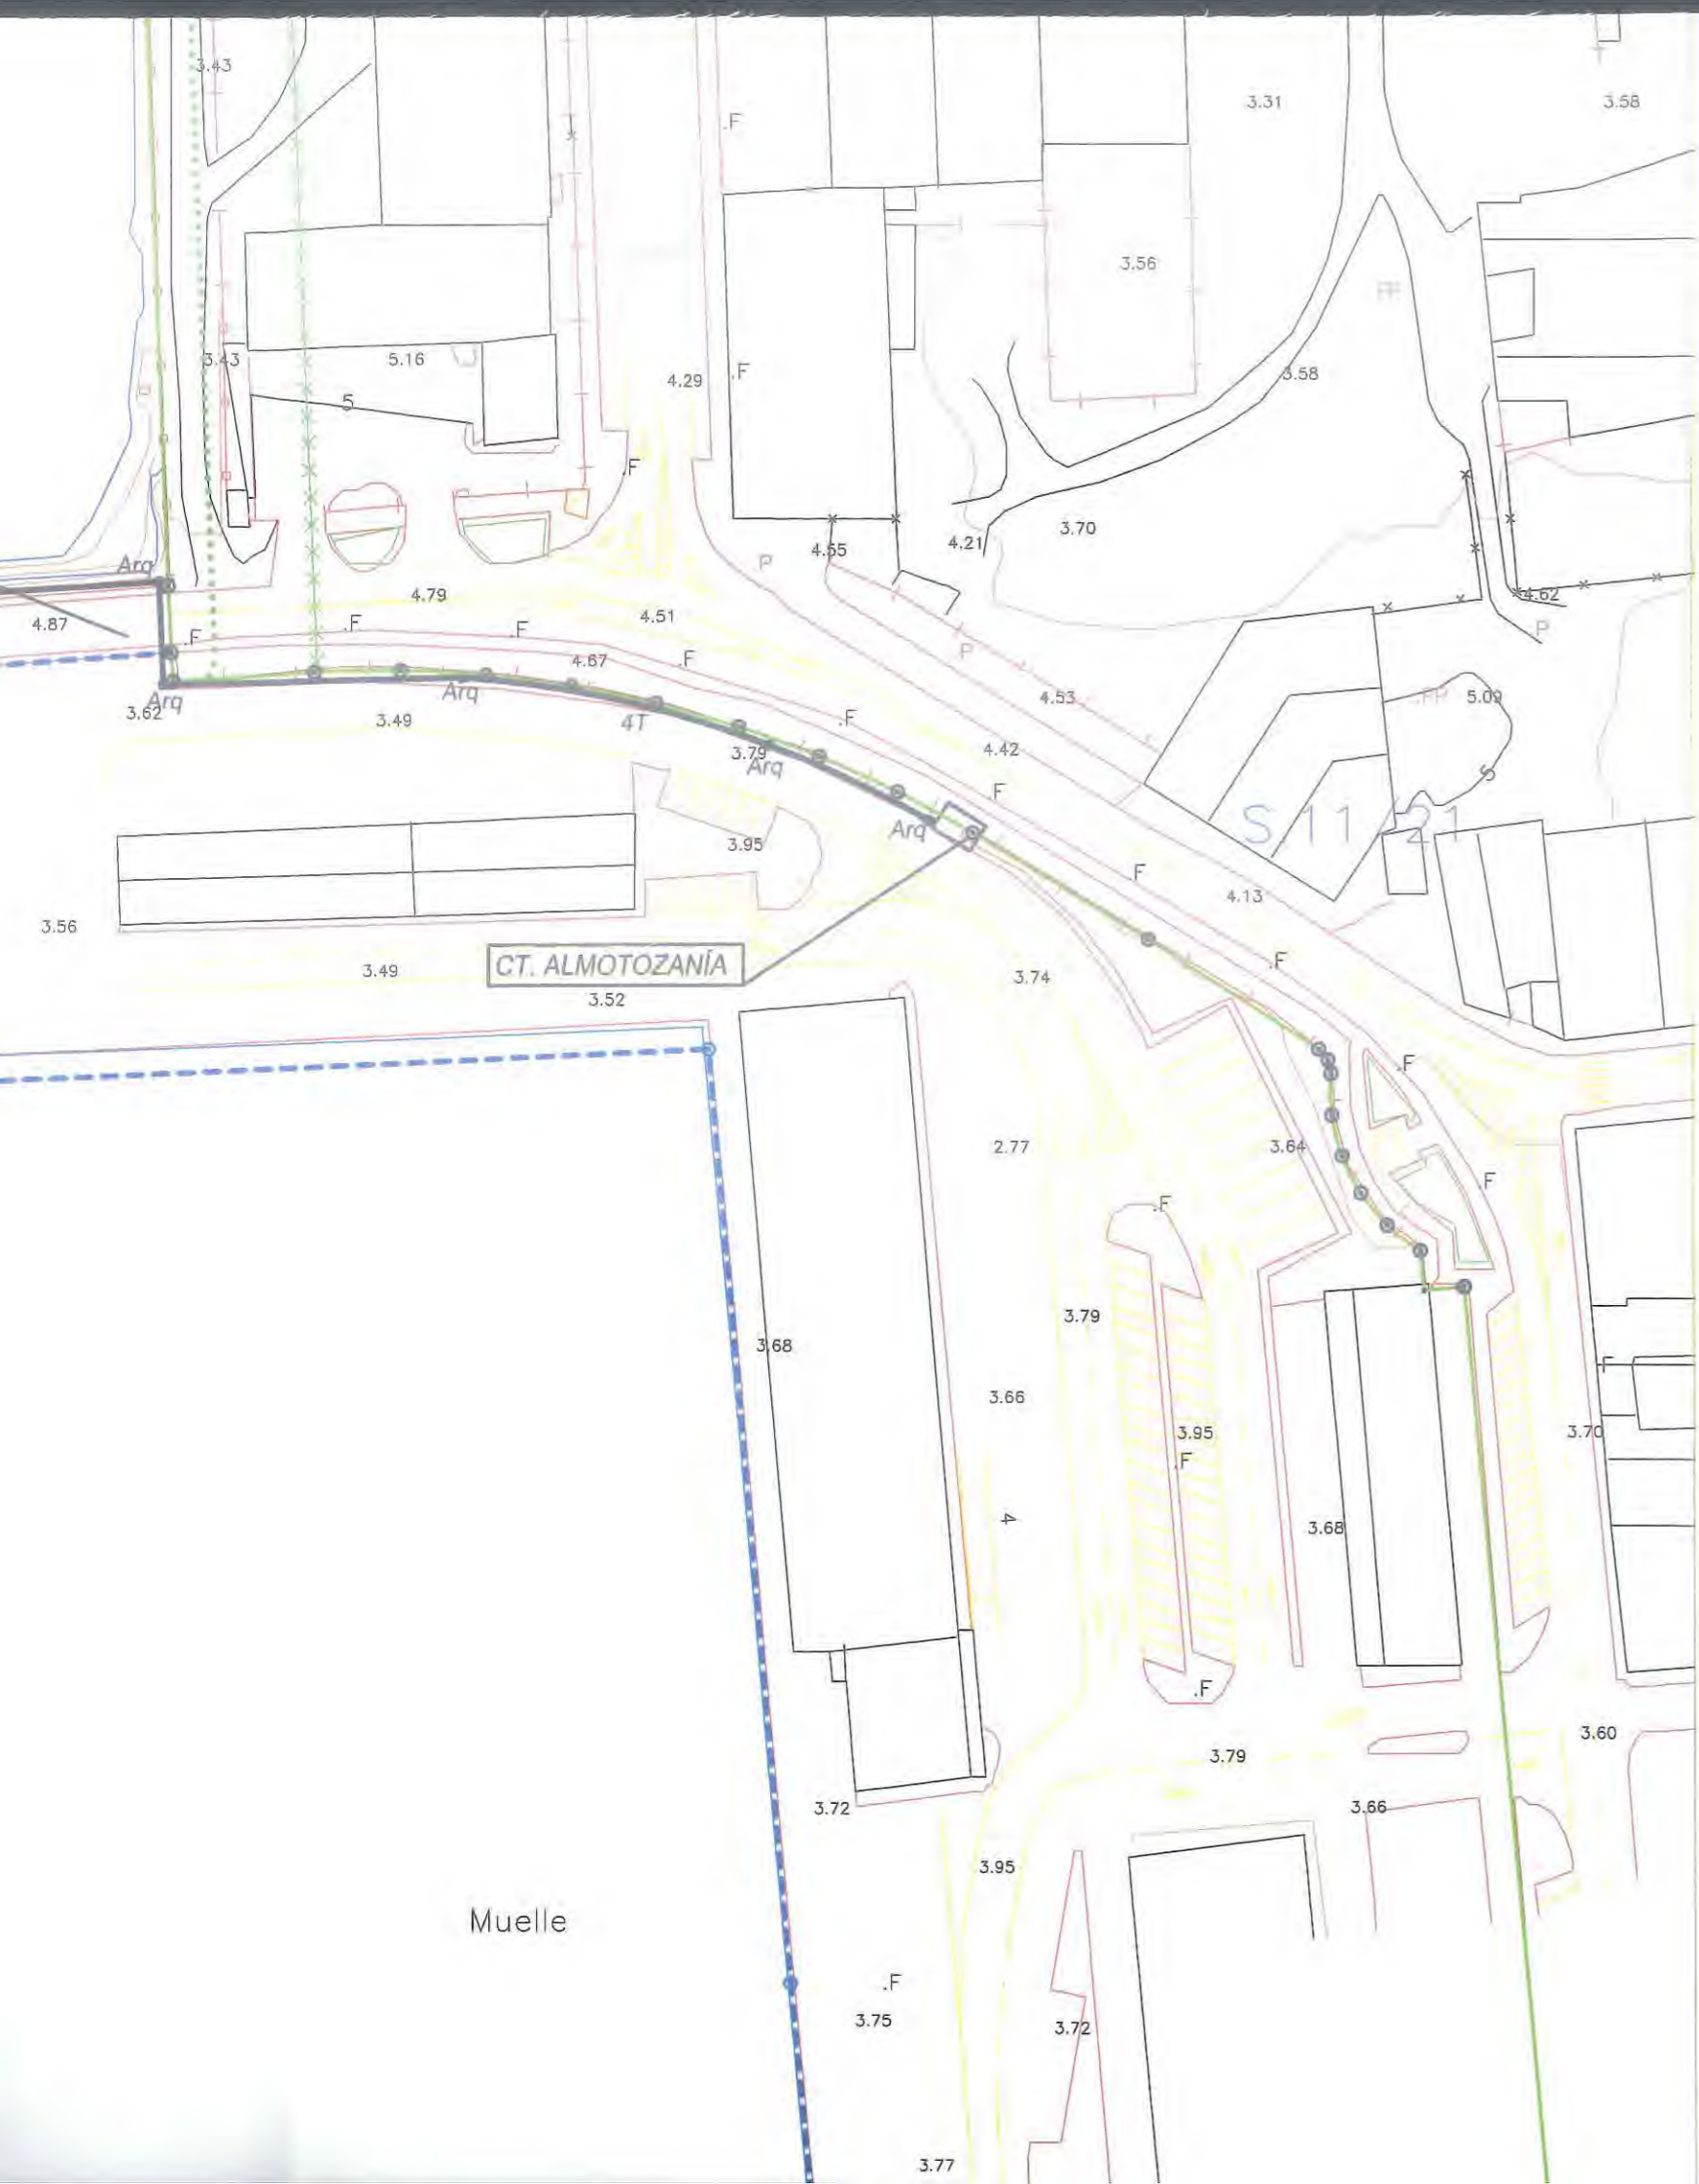 3.43
.F
3.31
3.58
3.56
PP
3.43
5.16
4.29
.F
3.58
5
.F
3.70
4.21
4.55
P
Arq
4.79
4.62
4.87
.F
.F
.F
4.51
P
4.67
.F
P
Arq
3.62
Arq
3.49
4T
.F
4.53
.PP
5.09
3.79
Arq
4.42
.F
S
S.11/21
Arq
3.95
.F
4.13
3.56
CT. ALMOTOZANÍA
3.49
3.52
3.74
.F
.F
2.77
3.64
.F
.F
3.79
3.68
F
3.66
3.95
.F
3.70
4
3.68
.F
3.79
3.60
3.72
3.66
3.95
Muelle
.F
3.75
3.72
3.77